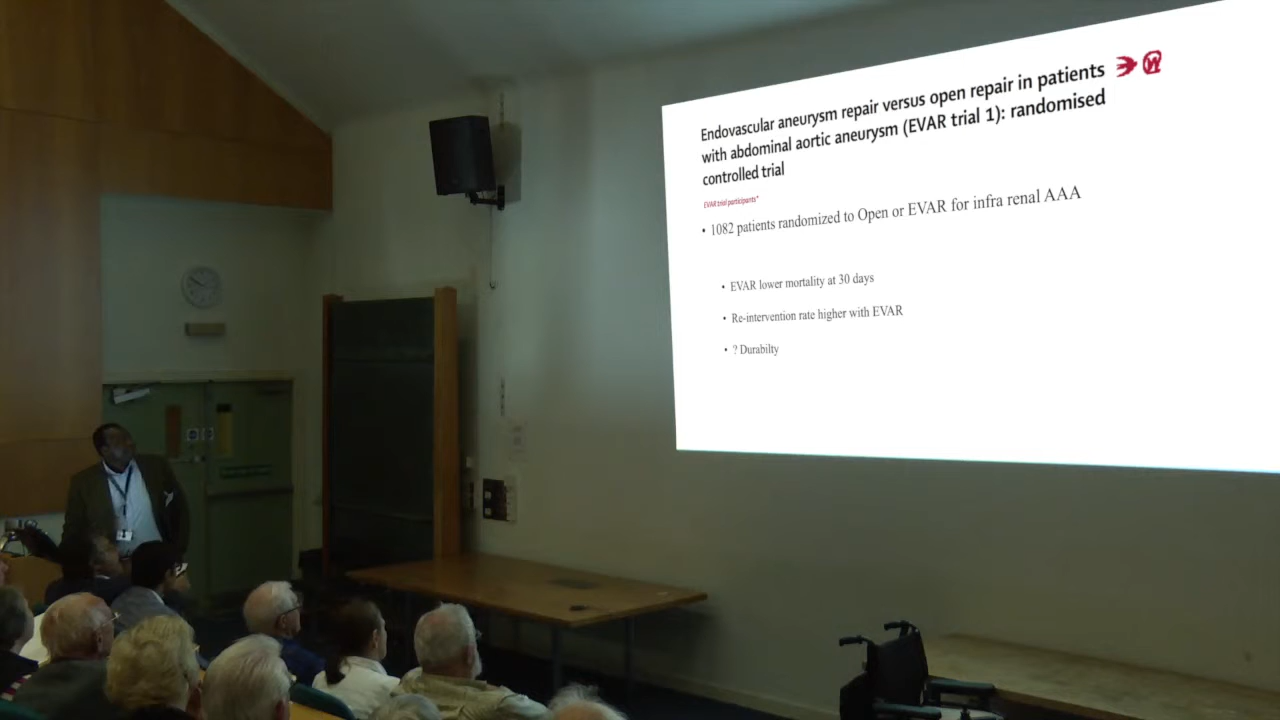 Endovascular aneurysm repair versus open repair in patients
with abdominal aortic aneurysm (EVAR trial 1): randomised
controlled trial
EVAR trial participants*
• 1082 patients randomized to Open or EVAR for infra renal AAA
• EVAR lower mortality at 30 days
• Re-intervention rate higher with EVAR
• ? Durabilty